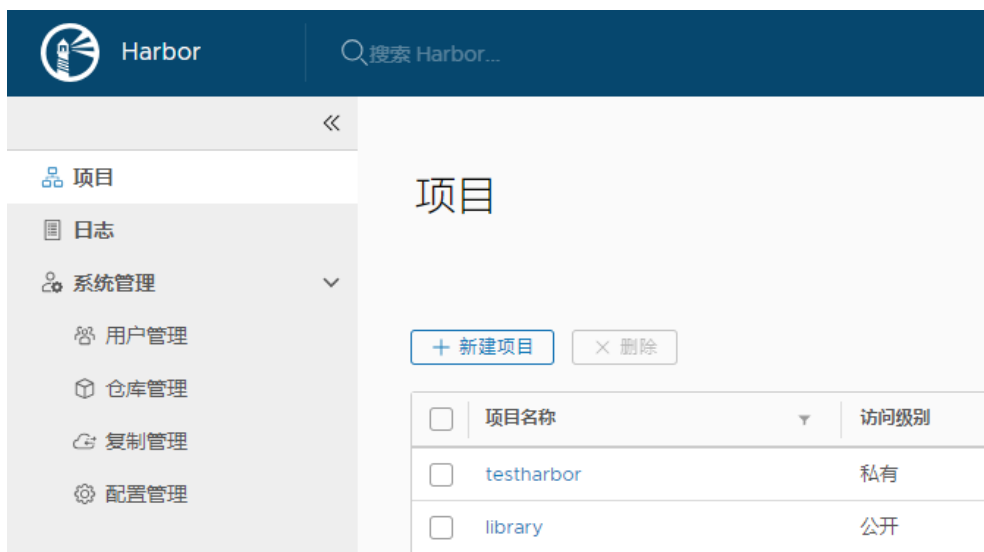 Harbor
搜索 Harbor...
项目
日志
系统管理
用户管理
仓库管理
复制管理
配置管理
项目
新建项目
删除
项目名称 访问级别
testharbor 私有
library 公开